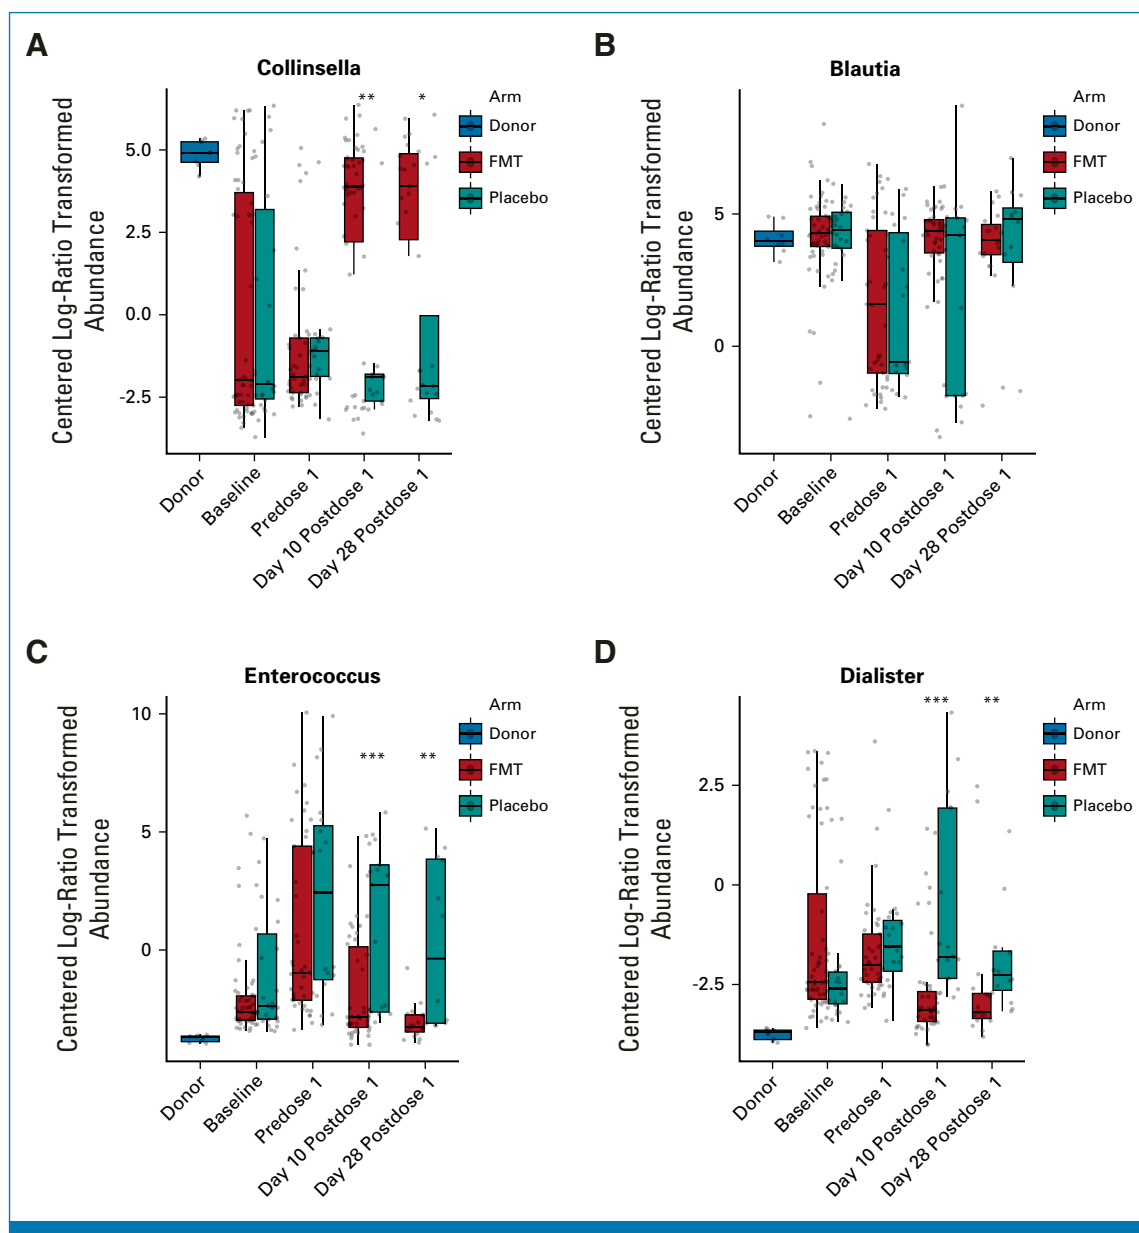 A
Collinsella
Centered Log-Ratio Transformed
Abundance
5.0
2.5
0.0
-2.5
**
*
Arm
Donor
FMT
Placebo
Donor
Baseline
Predose 1
Day 10 Postdose 1
Day 28 Postdose 1
B
Blautia
Centered Log-Ratio Transformed
Abundance
5
0
Arm
Donor
FMT
Placebo
Donor
Baseline
Predose 1
Day 10 Postdose 1
Day 28 Postdose 1
C
Enterococcus
Centered Log-Ratio Transformed
Abundance
10
5
0
***
**
Arm
Donor
FMT
Placebo
Donor
Baseline
Predose 1
Day 10 Postdose 1
Day 28 Postdose 1
D
Dialister
Centered Log-Ratio Transformed
Abundance
2.5
0
-2.5
***
**
Arm
Donor
FMT
Placebo
Donor
Baseline
Predose 1
Day 10 Postdose 1
Day 28 Postdose 1